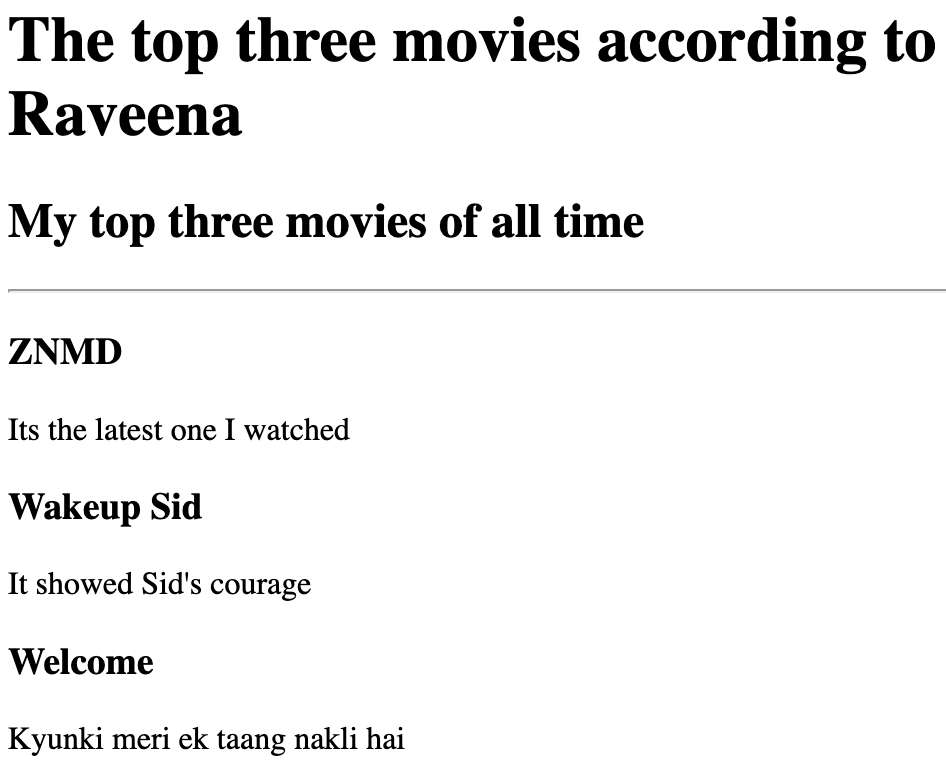 The top three movies according to
Raveena
My top three movies of all time
ZNMD
Its the latest one I watched
Wakeup Sid
It showed Sid's courage
Welcome
Kyunki meri ek taang nakli hai